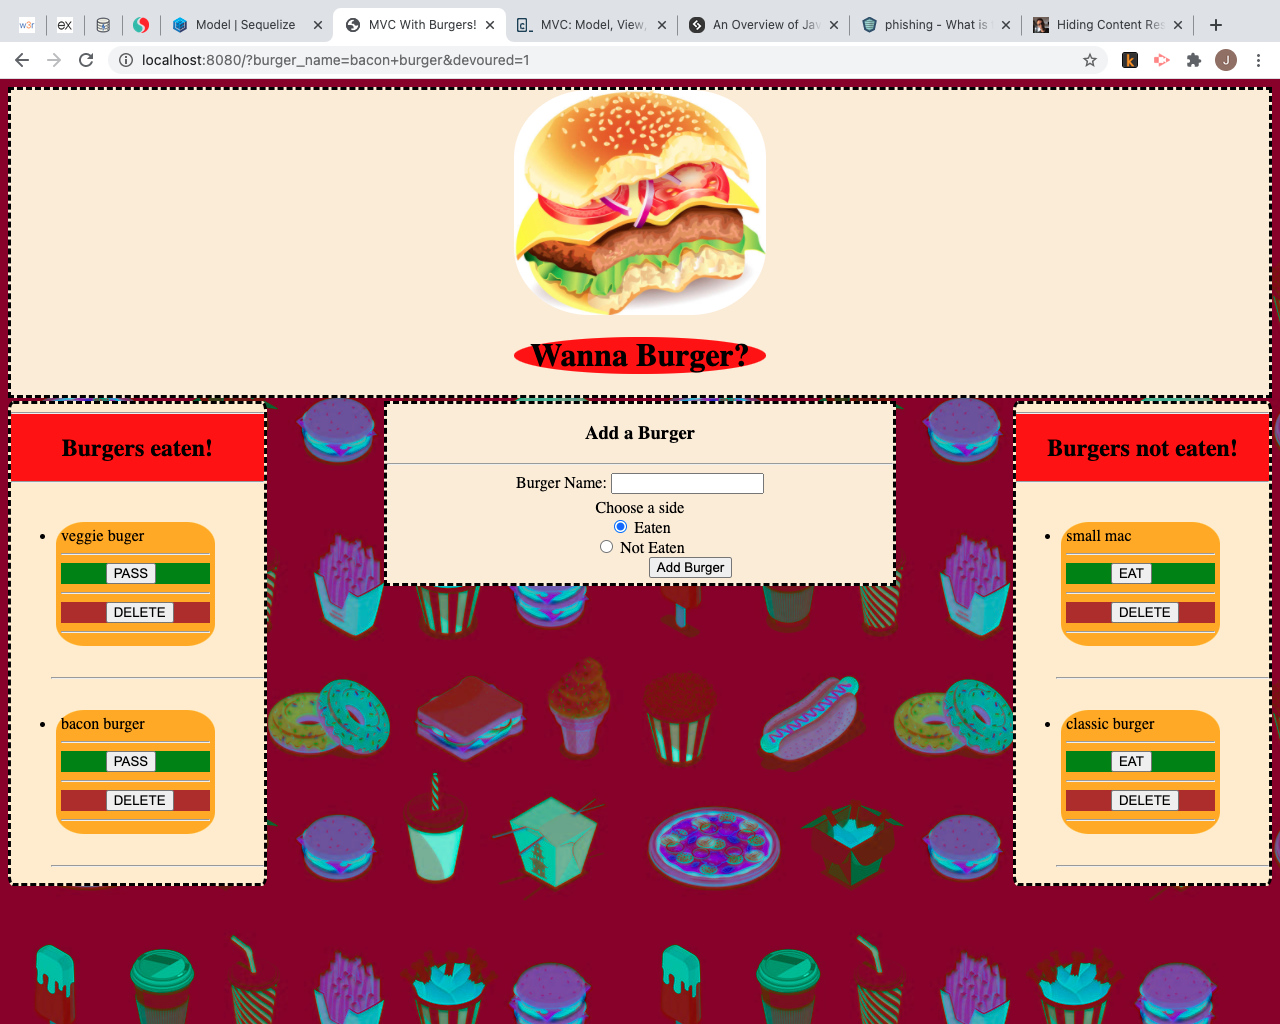 w3r
ex
Model | Sequelize
MVC With Burgers!
MVC: Model, View,
An Overview of Jav
phishing - What is
Hiding Content Res
localhost:8080/?burger_name=bacon+burger&devoured=1
k
J
Wanna Burger?
Burgers eaten!
veggie buger
PASS
DELETE
bacon burger
PASS
DELETE
Add a Burger
Burger Name:
Choose a side
Eaten
Not Eaten
Add Burger
Burgers not eaten!
small mac
EAT
DELETE
classic burger
EAT
DELETE